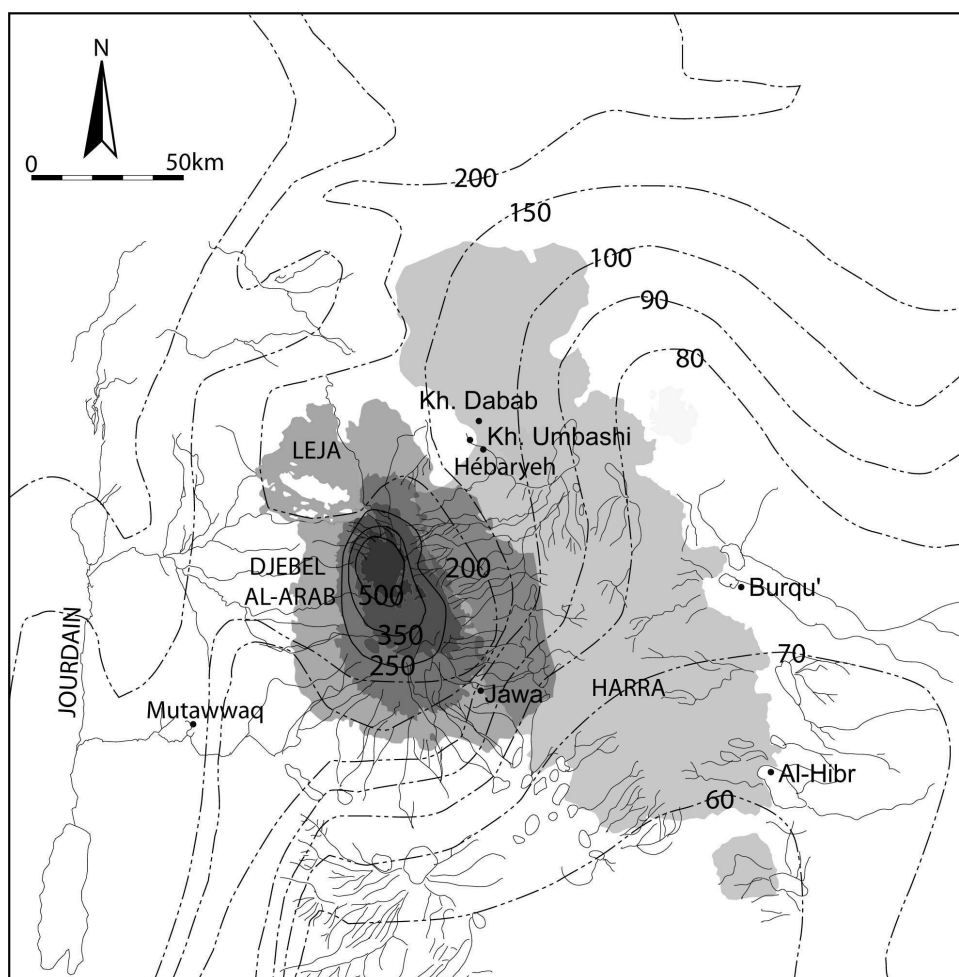 N
0 50km
200
150
100
90
80
Kh. Dabab
Kh. Umbashi
LEJA
Hébaryeh
DJEBEL
AL-ARAB
200
500
Burqu'
350
250
70
JOURDAIN
HARRA
Jawa
Mutawwaq
Al-Hibr
60